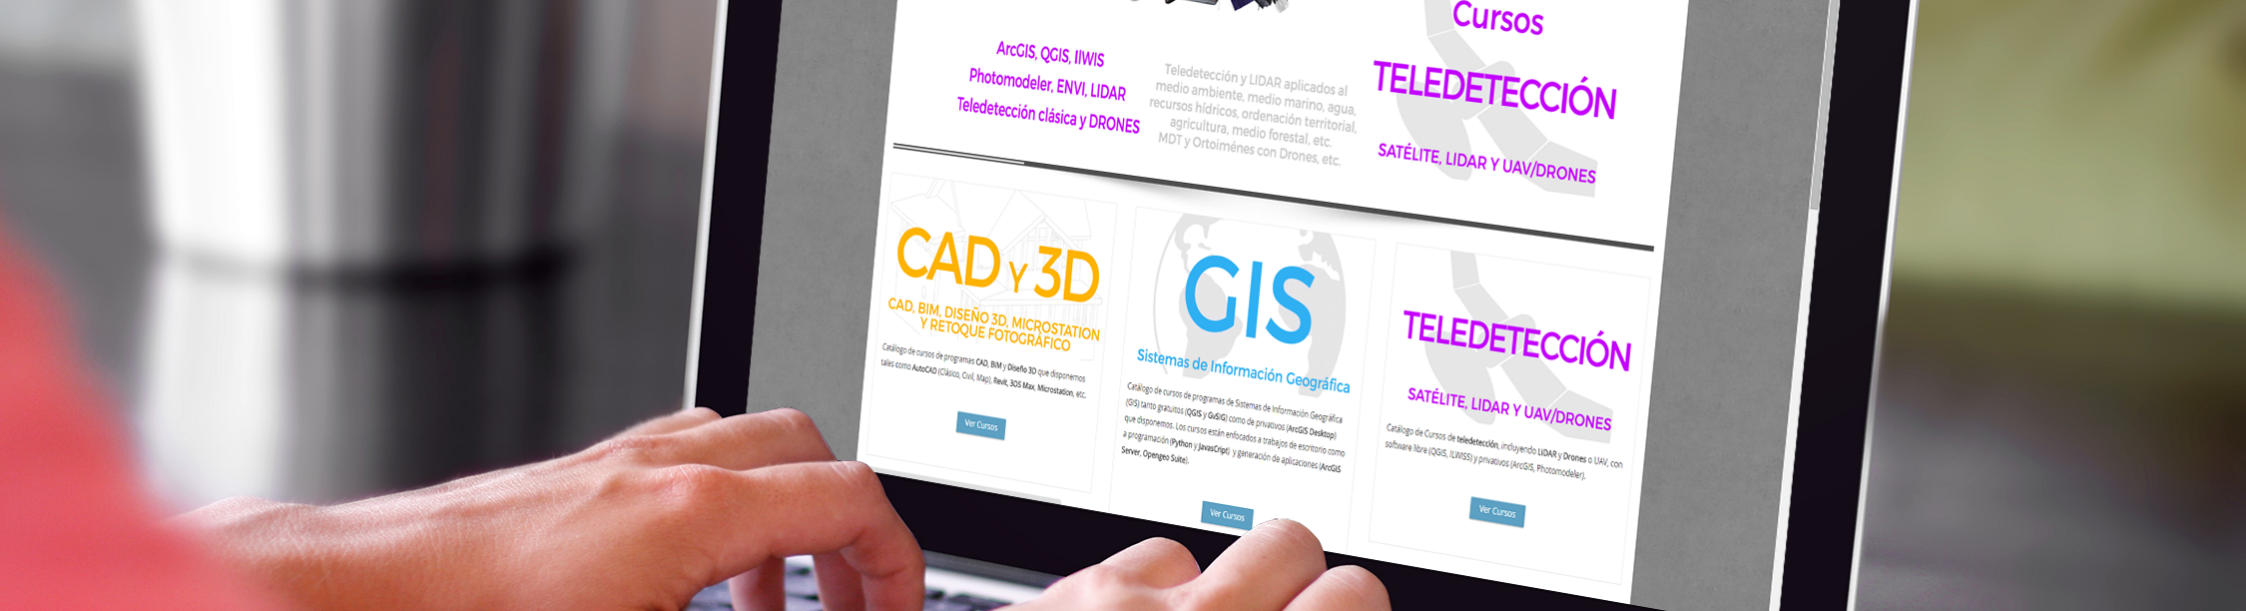 ArcGIS, QGIS, IlWIS
Photomodeler, ENVI, LIDAR
Teledetección clásica y DRONES
Teledetección y LIDAR aplicados al
medio ambiente, medio marino, agua,
recursos hídricos, ordenación territorial,
agricultura, medio forestal, etc.
MDT y Ortoiménes con Drones, etc.
Cursos
TELEDETECCIÓN
SATÉLITE, LIDAR Y UAV/DRONES
CAD Y 3D
CAD, BIM, DISEÑO 3D, MICROSTATION
Y RETOQUE FOTOGRÁFICO
Catálogo de cursos de programas CAD, BIM y Diseño 3D que disponemos
tales como AutoCAD (Clásico, Civil, Map), Revit, 3DS Max, Microstation, etc.
Ver Cursos
GIS
Sistemas de Información Geográfica
Catálogo de cursos de programas de Sistemas de Información Geográfica
(GIS) tanto gratuitos (QGIS y GvSIG) como de privativos (ArcGIS Desktop)
que disponemos. Los cursos están enfocados a trabajos de escritorio como
a programación (Python y JavasCript) y generación de aplicaciones (ArcGIS
Server, Opengeo Suite).
Ver Cursos
TELEDETECCIÓN
SATÉLITE, LIDAR Y UAV/DRONES
Catálogo de Cursos de teledetección, incluyendo LiDAR y Drones o UAV, con
software libre (QGIS, ILWISS) y privativos (ArcGIS, Photomodeler).
Ver Cursos